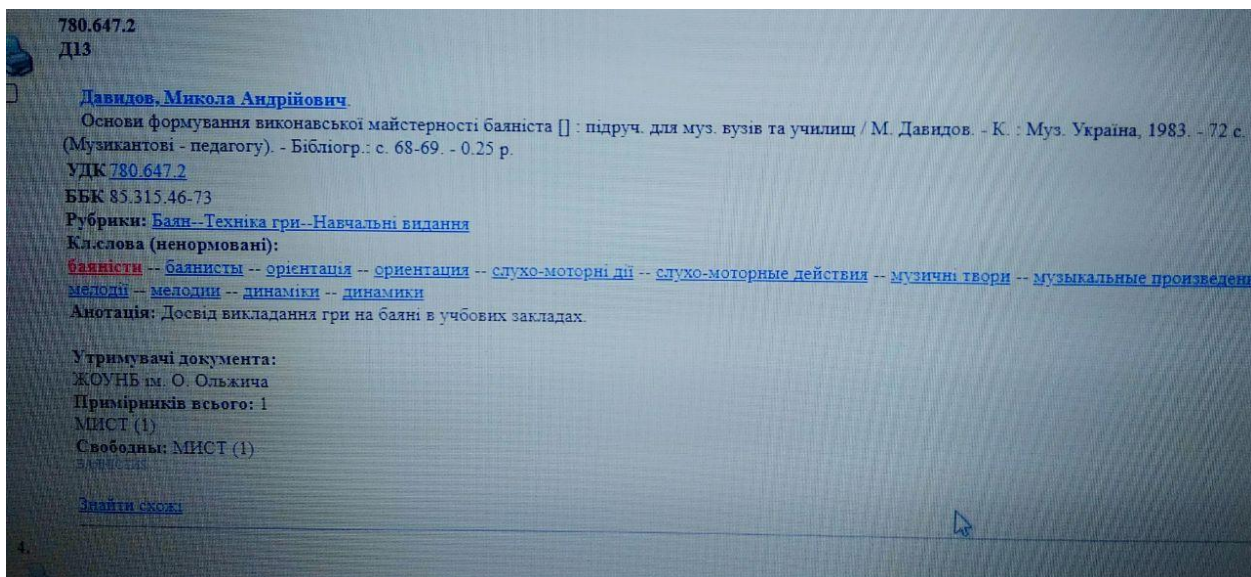 780.647.2
Д13
Давидов, Микола Андрійович.
Основи формування виконавської майстерності баяніста [] : підруч. для муз. вузів та училищ / М. Давидов. - К. : Муз. Україна, 1983. - 72 с.
(Музикантові - педагогу). - Бібліогр.: с. 68-69. - 0.25 р.
УДК 780.647.2
ББК 85.315.46-73
Рубрики: Баян--Техніка гри--Навчальні видання
Кл.слова (ненормовані):
баяністи -- баянисты -- орієнтація -- ориентация -- слухо-моторні дії -- слухо-моторные действия -- музичні твори -- музыкальные произведени
мелодії -- мелодии -- динаміки -- динамики
Анотація: Досвід викладання гри на баяні в учбових закладах.
Утримувачі документа:
ЖОУНБ ім. О. Ольжича
Примірників всього: 1
МИСТ (1)
Свободны: МИСТ (1)
Знайти схожі
4.